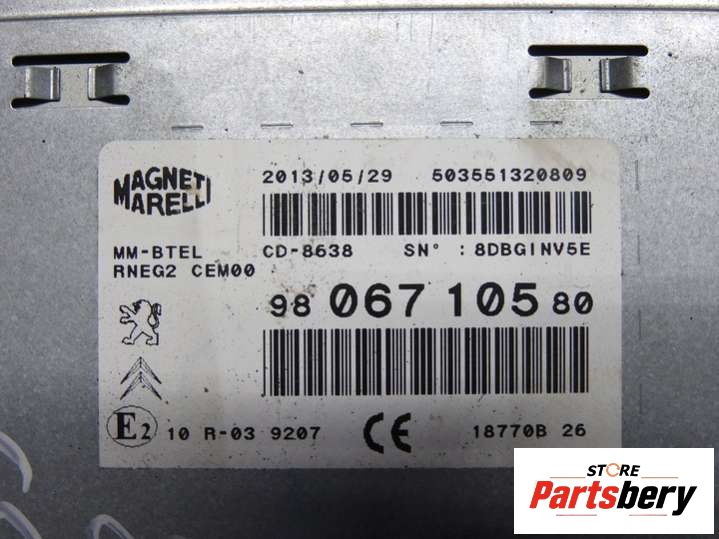 MAGNETI
MARELLI
2013/05/29 503551320809
MM-BTEL CD-8638 SN° : 8DBGINV5E
RNEG2 CEM00
98 067 105 80
E2 10 R-03 9207 CE 18770B 26
STORE
Partsbery